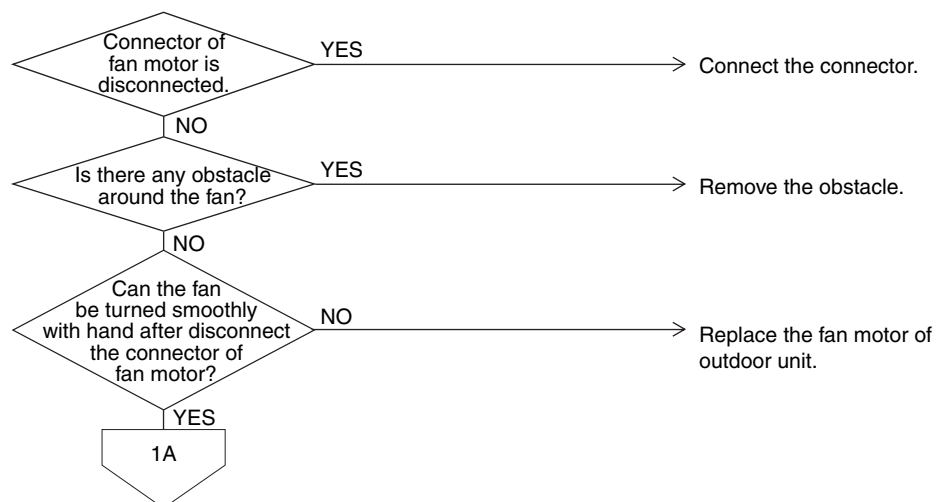 Connector of
fan motor is
disconnected.
YES
Connect the connector.
NO
Is there any obstacle
around the fan?
YES
Remove the obstacle.
NO
Can the fan
be turned smoothly
with hand after disconnect
the connector of
fan motor?
NO
Replace the fan motor of
outdoor unit.
YES
1A